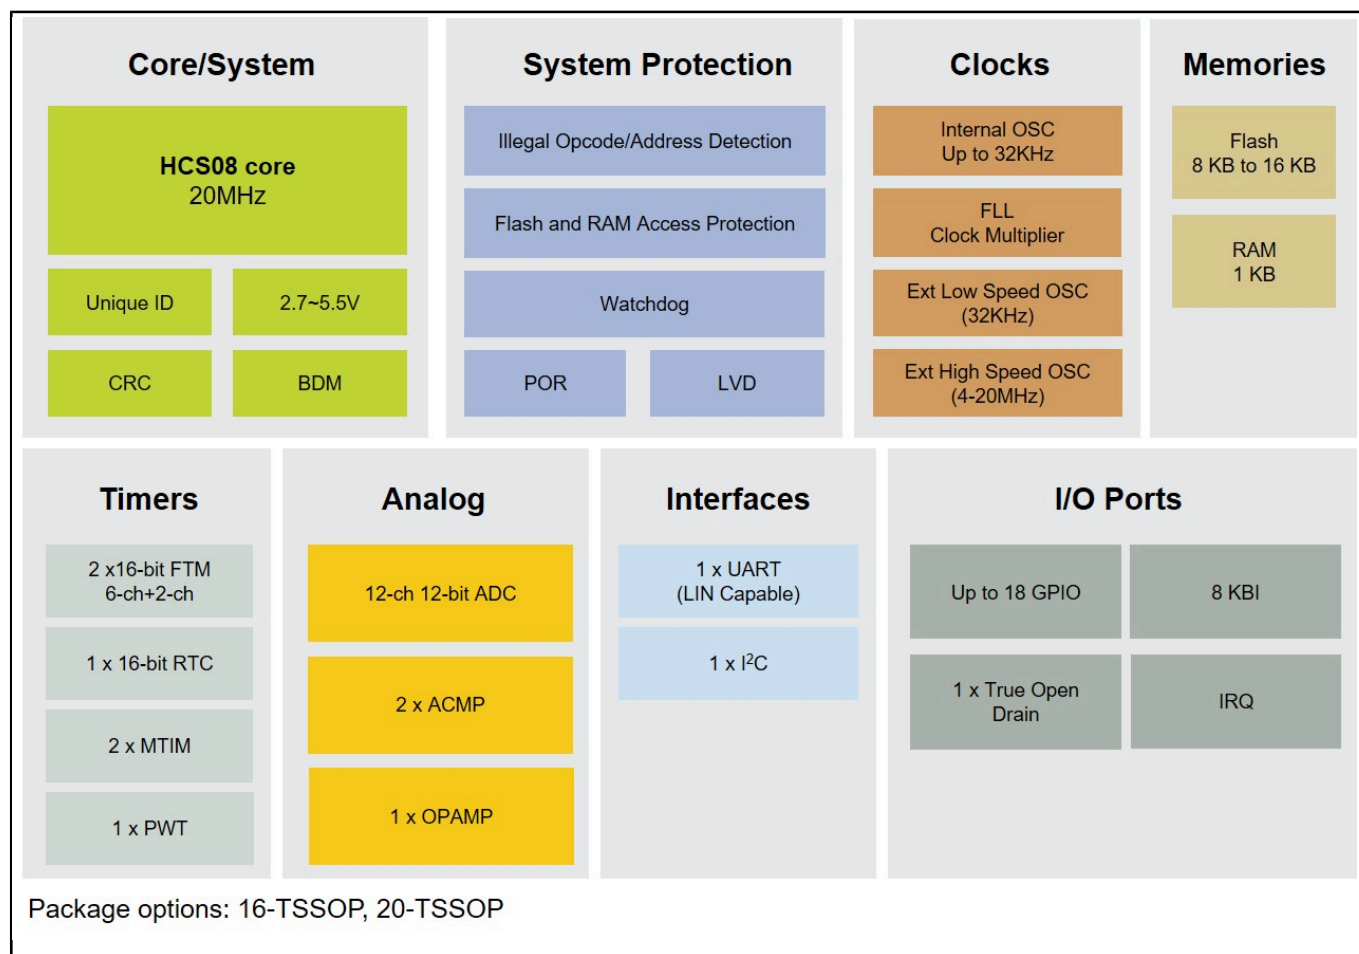 Core/System
HCS08 core
20MHz
Unique ID
2.7~5.5V
CRC
BDM
System Protection
Illegal Opcode/Address Detection
Flash and RAM Access Protection
Watchdog
POR
LVD
Clocks
Internal OSC
Up to 32KHz
FLL
Clock Multiplier
Ext Low Speed OSC
(32KHz)
Ext High Speed OSC
(4-20MHz)
Memories
Flash
8 KB to 16 KB
RAM
1 KB
Timers
2 x16-bit FTM
6-ch+2-ch
1 x 16-bit RTC
2 x MTIM
1 x PWT
Analog
12-ch 12-bit ADC
2 x ACMP
1 x OPAMP
Interfaces
1 x UART
(LIN Capable)
1 x I²C
I/O Ports
Up to 18 GPIO
8 KBI
1 x True Open
Drain
IRQ
Package options: 16-TSSOP, 20-TSSOP